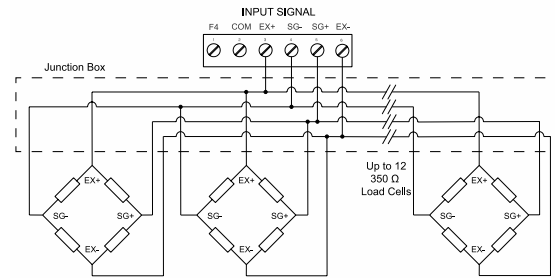 INPUT SIGNAL
F4 COM EX+ SG- SG+ EX-
1 2 3 4 5 6
Junction Box
Up to 12
350 Ω
Load Cells
EX+ EX+ EX+
SG- SG+ SG- SG+ SG- SG+
EX- EX- EX-